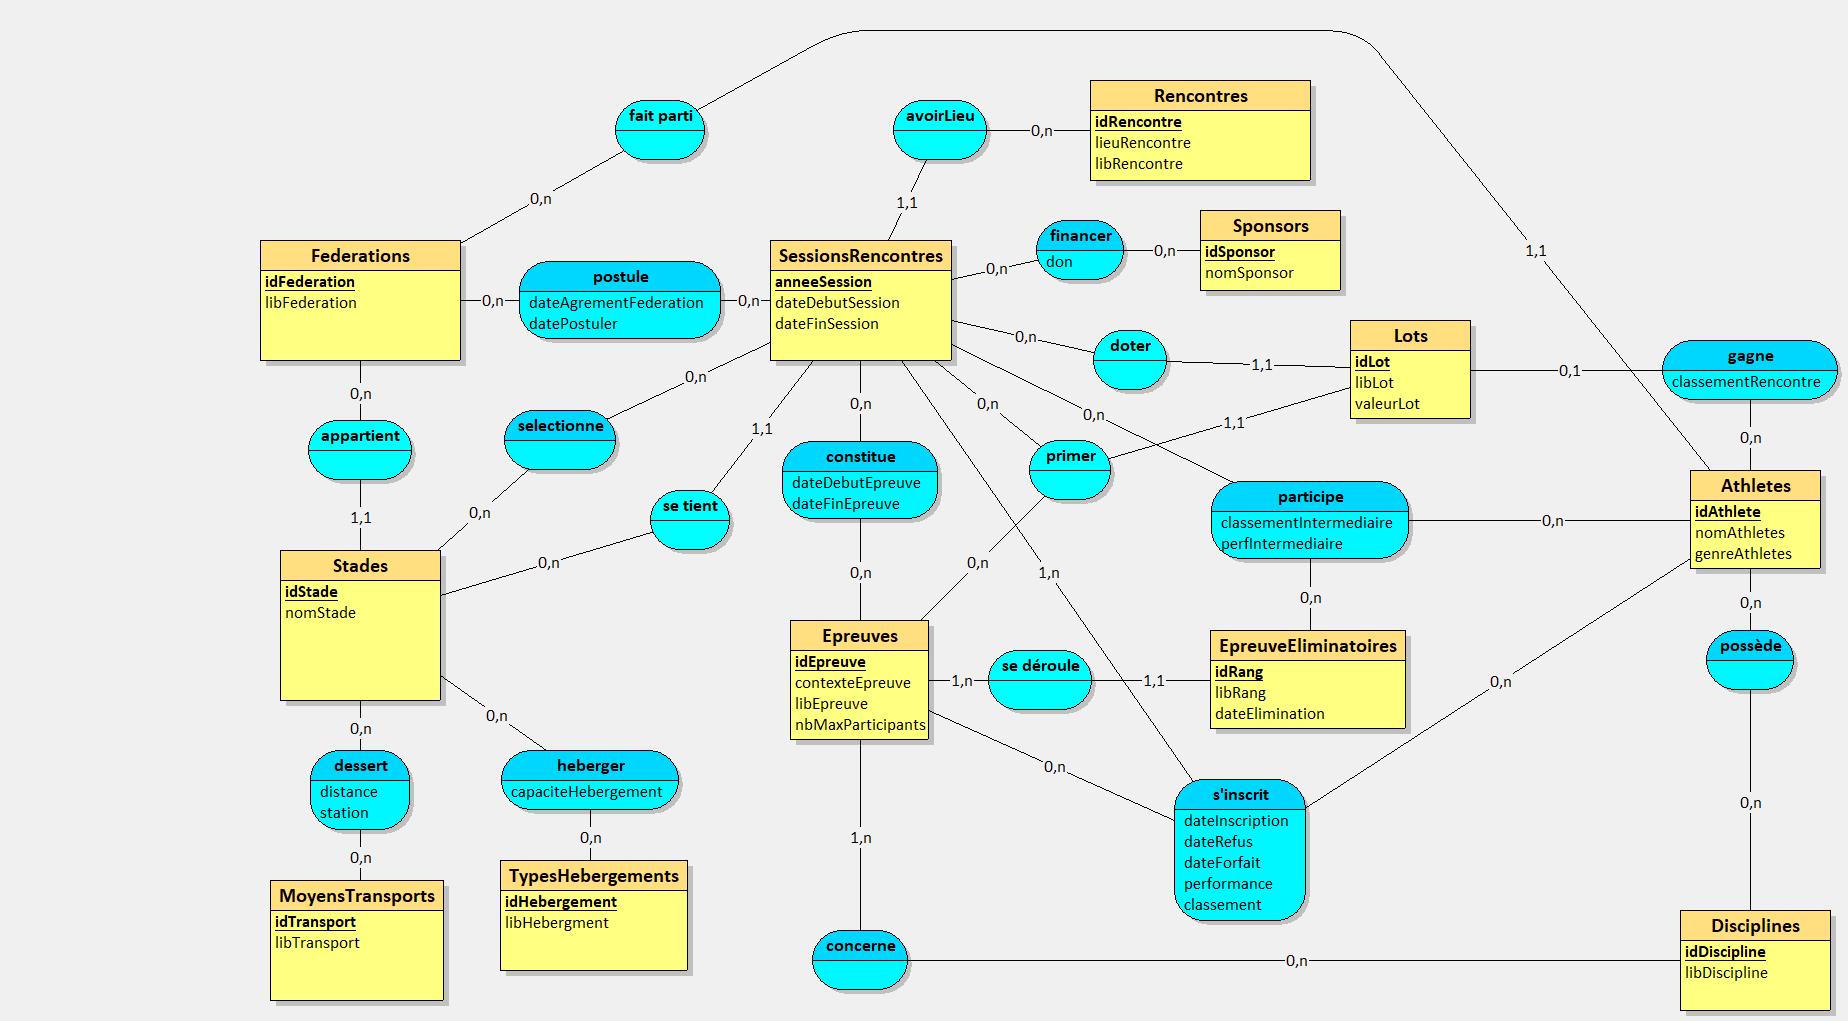 fait parti
avoirLieu
0,n
Rencontres
idRencontre
lieuRencontre
libRencontre
0,n
1,1
1,1
Federations
idFederation
libFederation
0,n
postule
dateAgrementFederation
datePostuler
0,n
SessionsRencontres
anneeSession
dateDebutSession
dateFinSession
0,n
financer
don
0,n
Sponsors
idSponsor
nomSponsor
0,n
doter
1,1
Lots
idLot
libLot
valeurLot
0,1
gagne
classementRencontre
0,n
0,n
appartient
1,1
0,n
selectionne
0,n
1,1
se tient
0,n
0,n
constitue
dateDebutEpreuve
dateFinEpreuve
0,n
0,n
primer
1,1
0,n
0,n
participe
classementIntermediaire
perfIntermediaire
0,n
0,n
Athletes
idAthlete
nomAthletes
genreAthletes
Stades
idStade
nomStade
1,n
Epreuves
idEpreuve
contexteEpreuve
libEpreuve
nbMaxParticipants
1,n
se déroule
1,1
EpreuveEliminatoires
idRang
libRang
dateElimination
0,n
0,n
possède
0,n
0,n
dessert
distance
station
0,n
0,n
heberger
capaciteHebergement
0,n
0,n
s'inscrit
dateInscription
dateRefus
dateForfait
performance
classement
MoyensTransports
idTransport
libTransport
TypesHebergements
idHebergement
libHebergment
1,n
concerne
0,n
Disciplines
idDiscipline
libDiscipline